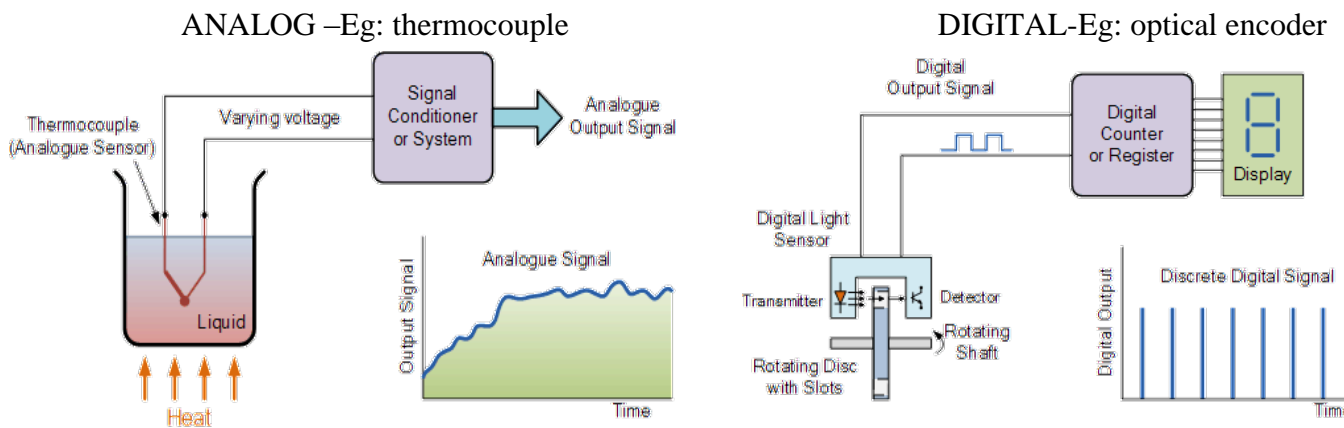 ANALOG –Eg: thermocouple
Thermocouple
(Analogue Sensor)
Varying voltage
Signal
Conditioner
or System
Analogue
Output Signal
Liquid
Heat
Output Signal
Analogue Signal
Time
DIGITAL-Eg: optical encoder
Digital
Output Signal
Digital
Counter
or Register
Display
Digital Light
Sensor
Transmitter
Detector
Rotating
Shaft
Rotating Disc
with Slots
Digital Output
Discrete Digital Signal
Time